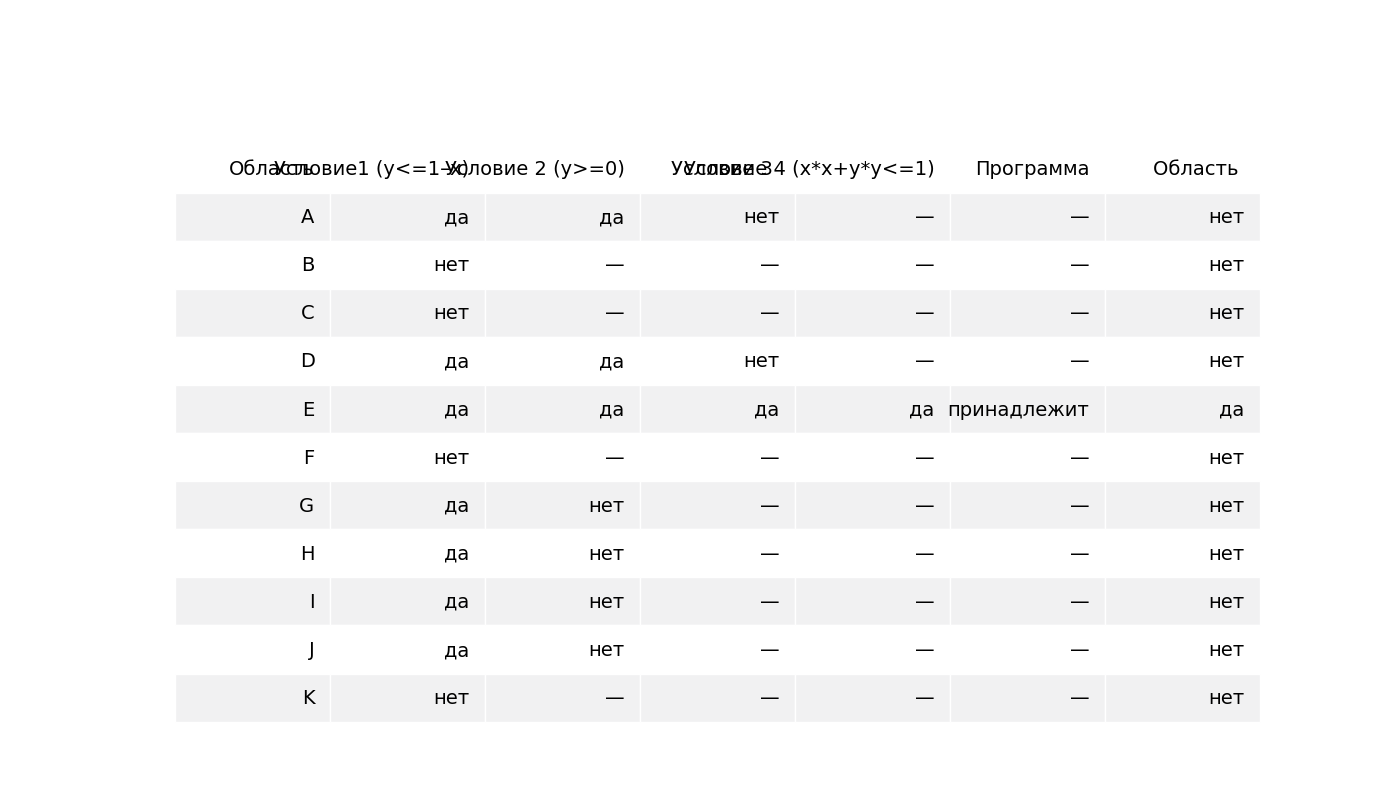 Область Условие1 (y<=1-x) Условие 2 (y>=0) Условие 3 Условие 4 (x*x+y*y<=1) Программа Область
A да да нет — — нет
B нет — — — — нет
C нет — — — — нет
D да да нет — — нет
E да да да да принадлежит да
F нет — — — — нет
G да нет — — — нет
H да нет — — — нет
I да нет — — — нет
J да нет — — — нет
K нет — — — — нет